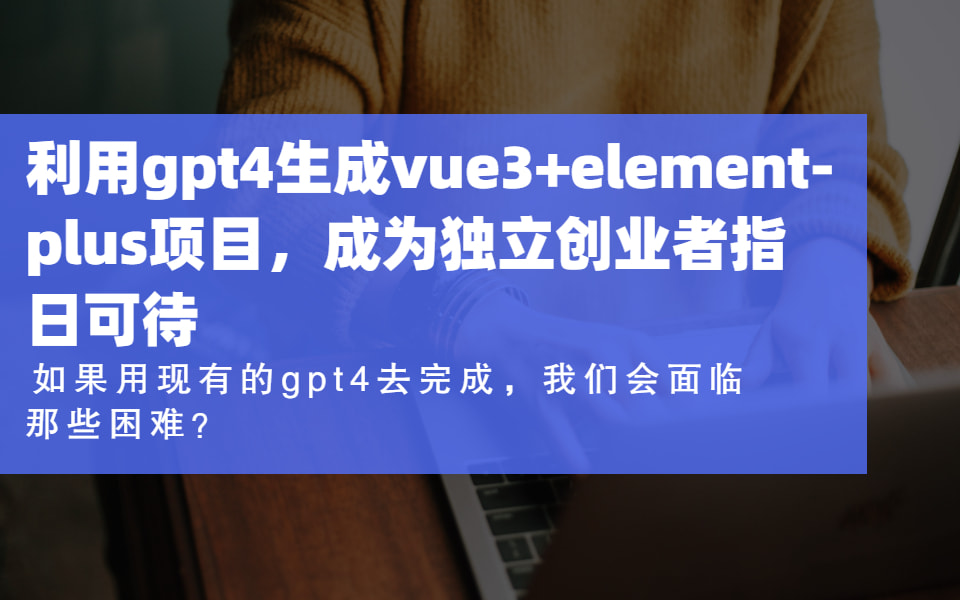 利用gpt4生成vue3+element-
plus项目，成为独立创业者指
日可待
如果用现有的gpt4去完成，我们会面临
那些困难？